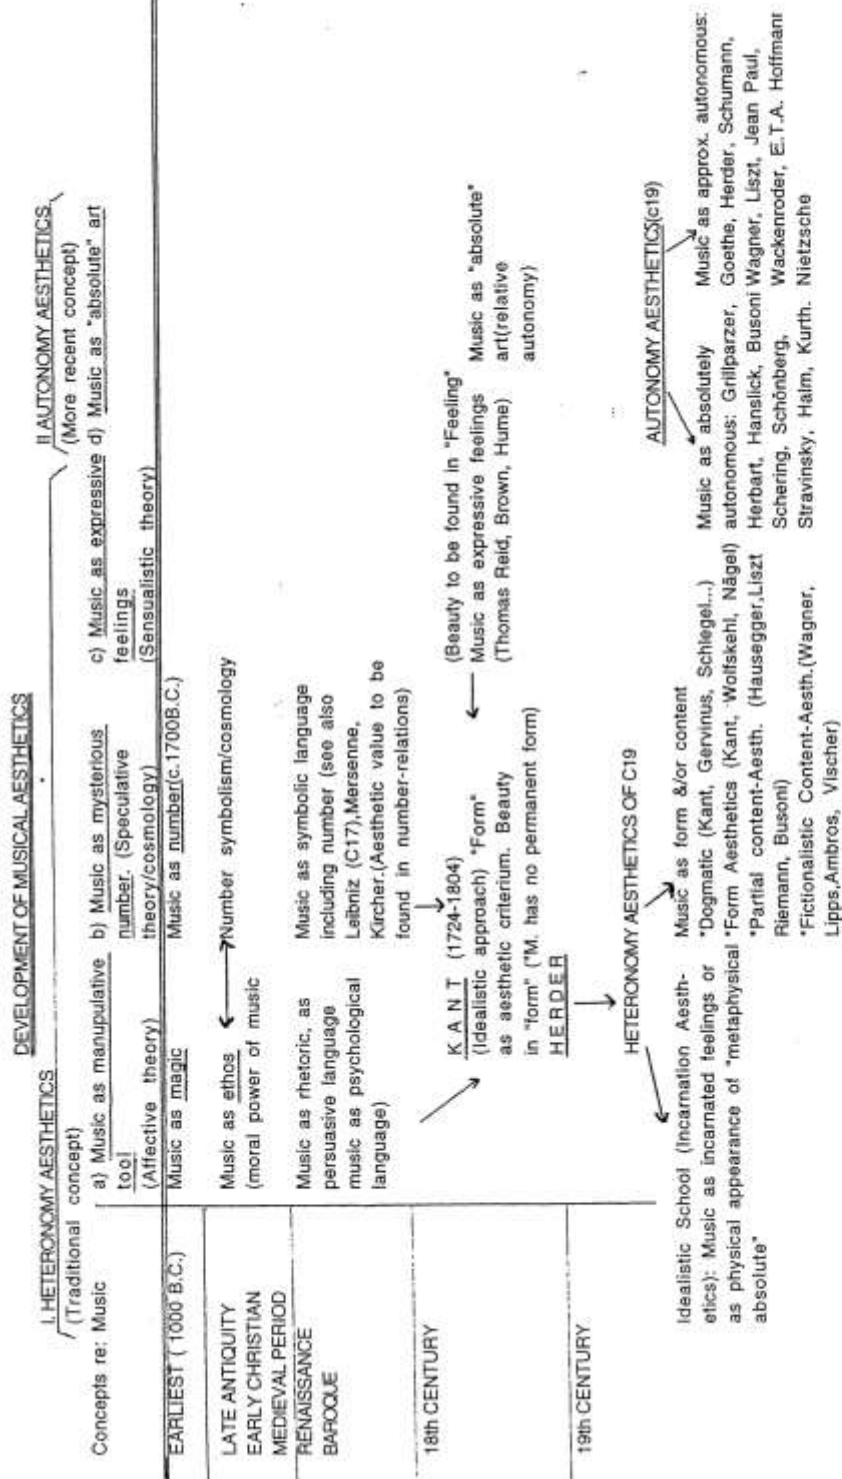 DEVELOPMENT OF MUSICAL AESTHETICS
I. HETERONOMY AESTHETICS
(Traditional concept)
II AUTONOMY AESTHETICS
(More recent concept)
Concepts re: Music
a) Music as manupulative
tool
(Affective theory)
b) Music as mysterious
number. (Speculative
theory/cosmology)
c) Music as expressive
feelings
(Sensualistic theory)
d) Music as "absolute" art
EARLIEST ( 1000 B.C.)
Music as magic
Music as number(c.1700B.C.)
LATE ANTIQUITY
EARLY CHRISTIAN
MEDIEVAL PERIOD
Music as ethos
(moral power of music
Number symbolism/cosmology
RENAISSANCE
BAROQUE
Music as rhetoric, as
persuasive language
music as psychological
language)
Music as symbolic language
including number (see also
Leibniz (C17),Mersenne,
Kircher.(Aesthetic value to be
found in number-relations)
18th CENTURY
K A N T (1724-1804)
(Idealistic approach) "Form"
as aesthetic criterium. Beauty
in "form" ("M. has no permanent form)
H E R D E R
(Beauty to be found in "Feeling"
Music as expressive feelings
(Thomas Reid, Brown, Hume)
Music as "absolute"
art(relative
autonomy)
19th CENTURY
HETERONOMY AESTHETICS OF C19
Idealistic School (Incarnation Aesth-
etics): Music as incarnated feelings or
as physical appearance of "metaphysical
absolute"
Music as form &/or content
*Dogmatic (Kant, Gervinus, Schlegel...)
*Form Aesthetics (Kant, Wolfskehl, Nägel)
*Partial content-Aesth. (Hausegger,Liszt
Riemann, Busoni)
*Fictionalistic Content-Aesth.(Wagner,
Lipps,Ambros, Vischer)
AUTONOMY AESTHETICS(c19)
Music as absolutely
autonomous: Grillparzer,
Herbart, Hanslick, Busoni
Schering, Schönberg,
Stravinsky, Halm, Kurth.
Music as approx. autonomous:
Goethe, Herder, Schumann,
Wagner, Liszt, Jean Paul,
Wackenroder, E.T.A. Hoffmann
Nietzsche